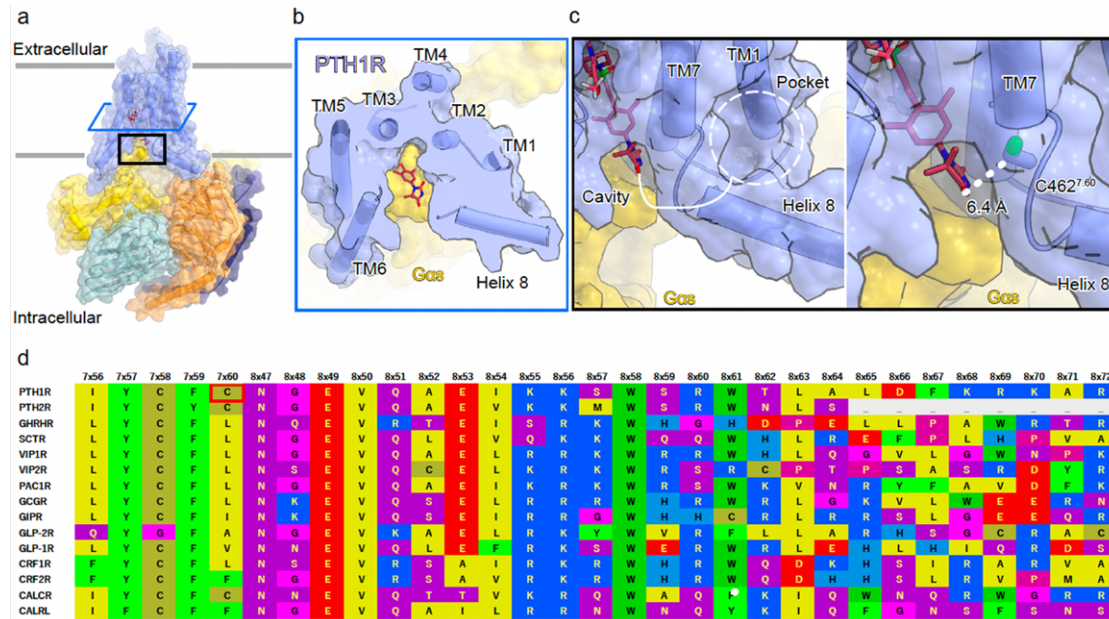 a
Extracellular
Intracellular
b
PTH1R
TM4
TM3
TM5
TM2
TM1
TM6
Gαs
Helix 8
c
TM7
TM1
Pocket
Cavity
Helix 8
Gαs
TM7
C462^7.60
6.4 Å
Helix 8
Gαs
d
7x56 7x57 7x58 7x59 7x60 8x47 8x48 8x49 8x50 8x51 8x52 8x53 8x54 8x55 8x56 8x57 8x58 8x59 8x60 8x61 8x62 8x63 8x64 8x65 8x66 8x67 8x68 8x69 8x70 8x71 8x72
PTH1R I Y C F C N G E V Q A E I K K S W S R W T L A L D F K R K A R
PTH2R I Y C Y C N G E V Q A E V K K M W S R W N L S _ _ _ _ _ _ _ _
GHRHR L Y C F L N Q E V R T E I S R K W H G H D P E L L P A W R T R
SCTR L Y C F L N G E V Q L E V Q K K W Q Q W H L R E F P L H P V A
VIP1R L Y C F L N G E V Q A E L R R K W R R W H L Q G V L G W N P K
VIP2R L Y C F L N S E V Q C E L K R K W R S R C P T P S A S R D Y R
PAC1R L Y C F L N G E V Q A E I K R K W R S W K V N R Y F A V D F K
GCGR L Y C F L N K E V Q S E L R R R W H R W R L G K V L W E E R N
GIPR L Y C F I N K E V Q S E I R R G W H H C R L R R S L G E E Q R
GLP-2R Q Y G F A N G E V K A E L R K Y W V R F L L A R H S G C R A C
GLP-1R L Y C F V N N E V Q L E F R K S W E R W R L E H L H I Q R D S
CRF1R F Y C F L N S E V R S A I R K R W H R W Q D K H S I R A R V A
CRF2R F Y C F F N G E V R S A V R K R W H R W Q D H H S L R V P M A
CALCR I Y C F C N N E V Q T T V K R Q W A Q F K I Q W N Q R W G R R
CALRL I F C F F N G E V Q A I L R R N W N Q Y K I Q F G N S F S N S